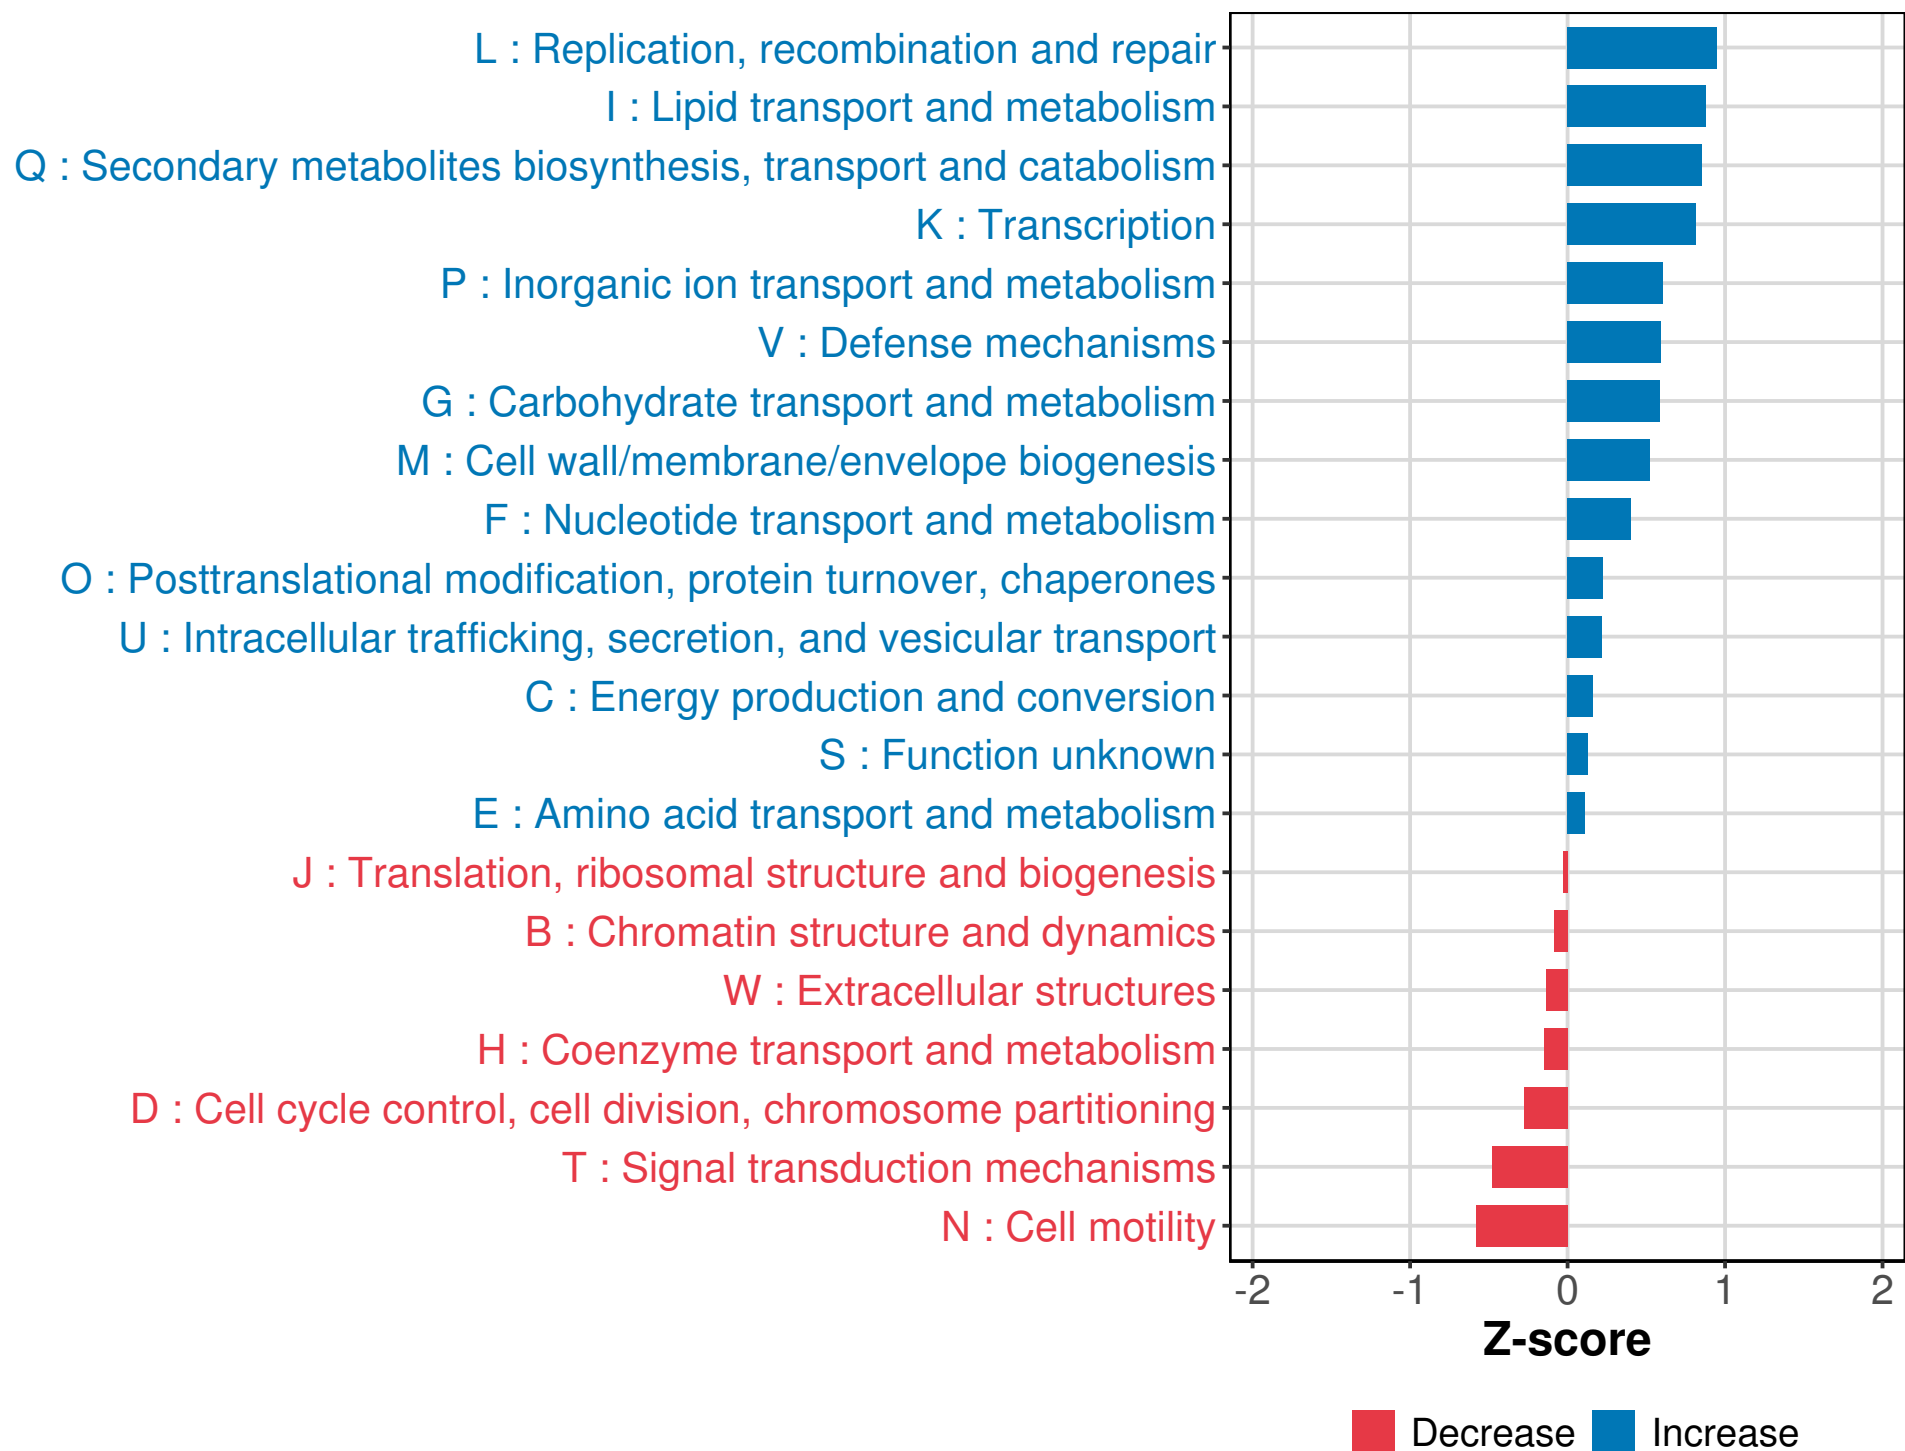 L : Replication, recombination and repair
I : Lipid transport and metabolism
Q : Secondary metabolites biosynthesis, transport and catabolism
K : Transcription
P : Inorganic ion transport and metabolism
V : Defense mechanisms
G : Carbohydrate transport and metabolism
M : Cell wall/membrane/envelope biogenesis
F : Nucleotide transport and metabolism
O : Posttranslational modification, protein turnover, chaperones
U : Intracellular trafficking, secretion, and vesicular transport
C : Energy production and conversion
S : Function unknown
E : Amino acid transport and metabolism
J : Translation, ribosomal structure and biogenesis
B : Chromatin structure and dynamics
W : Extracellular structures
H : Coenzyme transport and metabolism
D : Cell cycle control, cell division, chromosome partitioning
T : Signal transduction mechanisms
N : Cell motility
-2 -1 0 1 2
Z-score
Decrease Increase